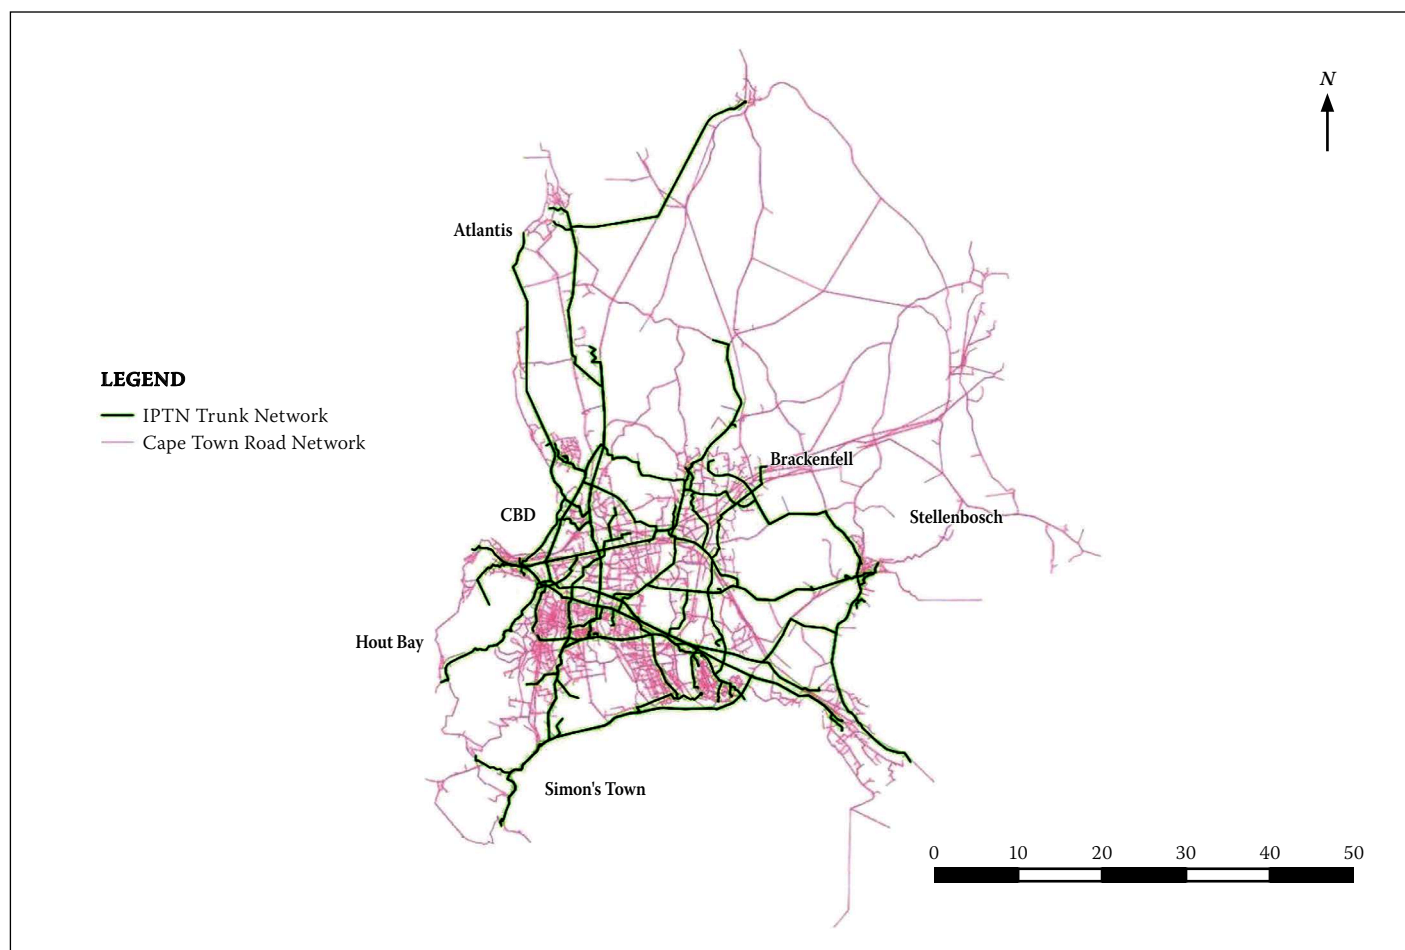 N
Atlantis
LEGEND
IPTN Trunk Network
Cape Town Road Network
Brackenfell
CBD
Stellenbosch
Hout Bay
Simon's Town
0 10 20 30 40 50